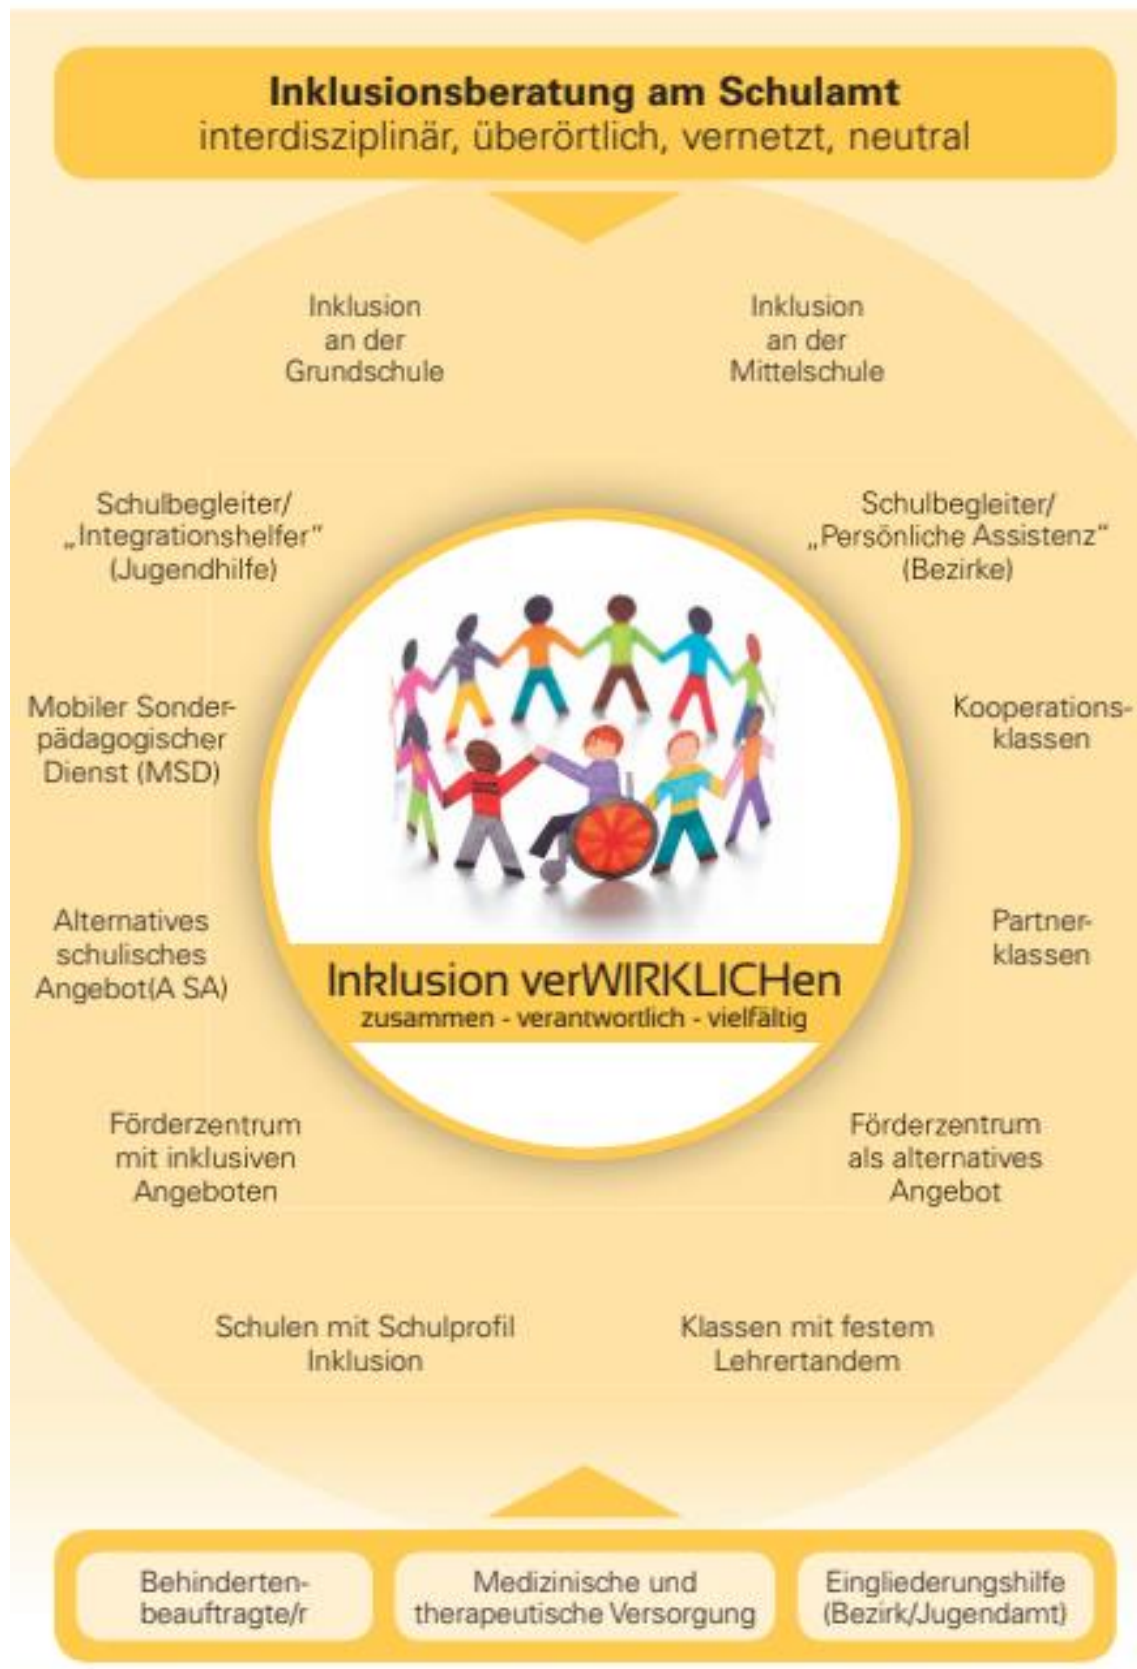 Inklusionsberatung am Schulamt
interdisziplinär, überörtlich, vernetzt, neutral
Inklusion
an der
Grundschule
Inklusion
an der
Mittelschule
Schulbegleiter/
„Integrationshelfer“
(Jugendhilfe)
Schulbegleiter/
„Persönliche Assistenz“
(Bezirke)
Mobiler Sonder-
pädagogischer
Dienst (MSD)
Kooperations-
klassen
Alternatives
schulisches
Angebot(A SA)
Partner-
klassen
Inklusion verWIRKLICHen
zusammen - verantwortlich - vielfältig
Förderzentrum
mit inklusiven
Angeboten
Förderzentrum
als alternatives
Angebot
Schulen mit Schulprofil
Inklusion
Klassen mit festem
Lehrertandem
Behinderten-
beauftragte/r
Medizinische und
therapeutische Versorgung
Eingliederungshilfe
(Bezirk/Jugendamt)